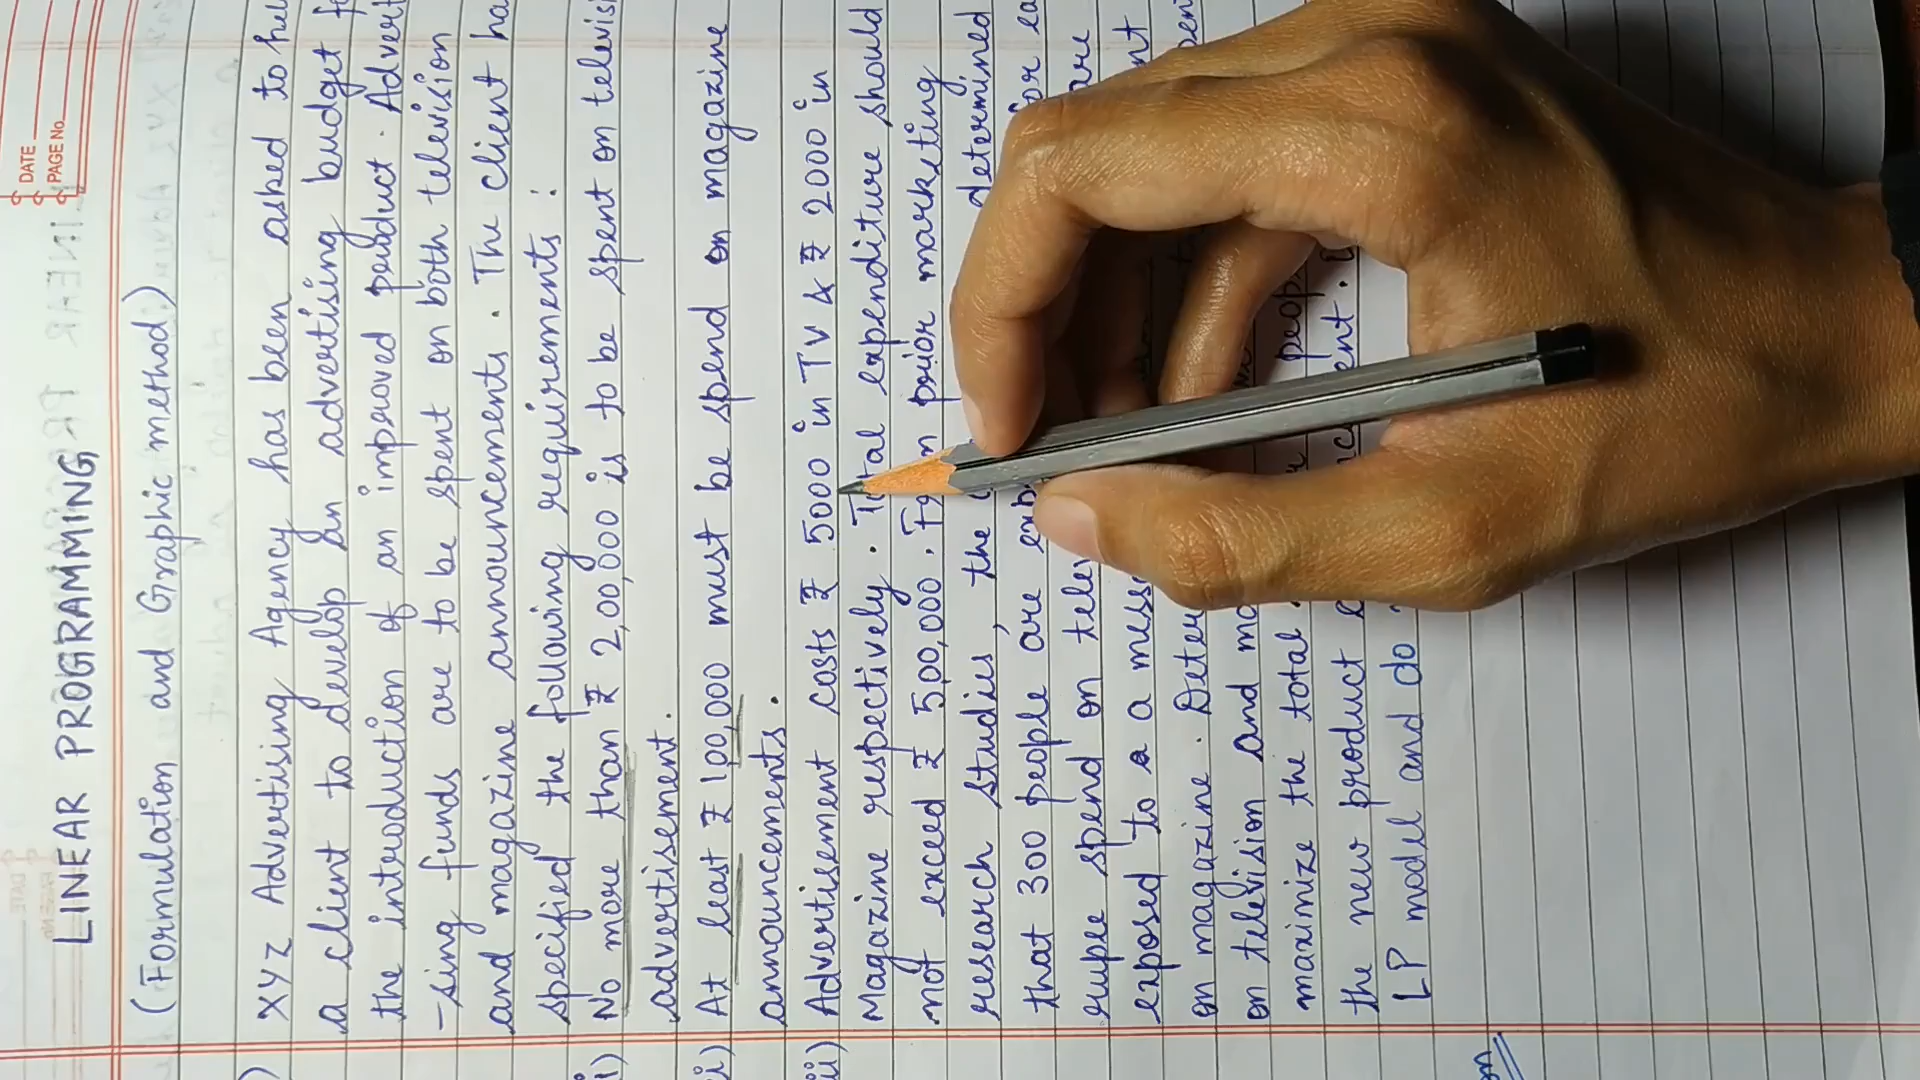 DATE
PAGE No.
LINEAR PROGRAMMING
(Formulation and Graphic method)
XYZ Advertising Agency has been asked to
a client to develop an advertising budget
the introduction of an improved product. Advert
-sing funds are to be spent on both television
and magazine announcements. The client ha
specified the following requirements :
i) No more than ₹ 2,00,000 is to be spent on televis
advertisement.
ii) At least ₹ 1,00,000 must be spend on magazine
announcements.
iii) Advertisement costs ₹ 5000 in TV & ₹ 2000 in
Magazine respectively. Total expenditure should
not exceed ₹ 5,00,000. prior marketing
research studies, the determined
that 300 people are for ea
rupee spend on are
exposed to a
on magazine.
on television and
maximize the total
the new product
LP model and do